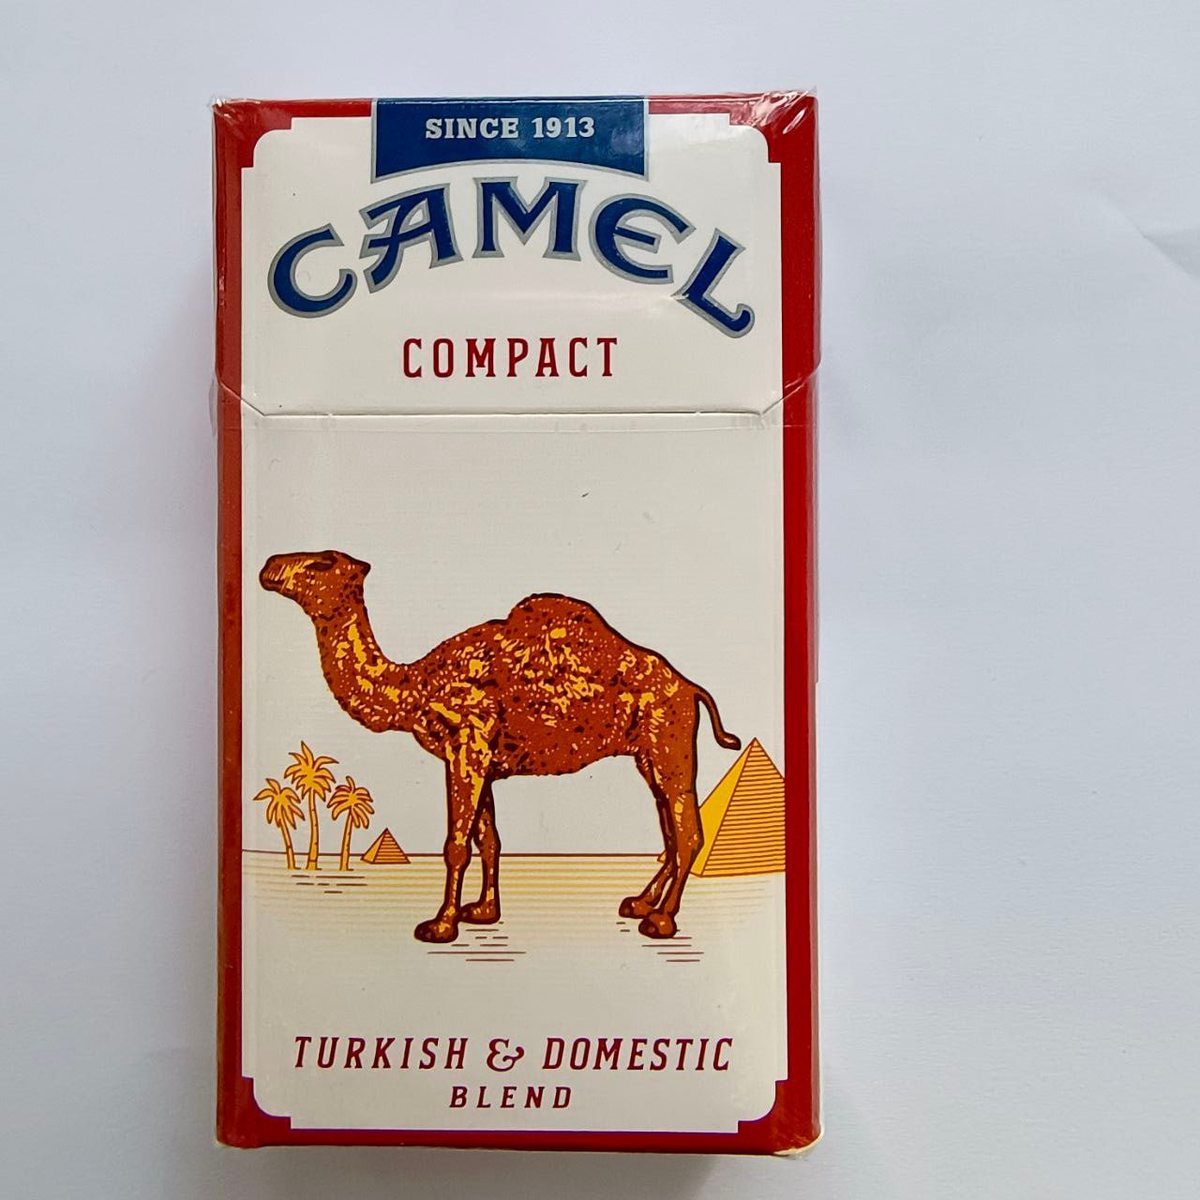 SINCE 1913
CAMEL
COMPACT
TURKISH & DOMESTIC
BLEND